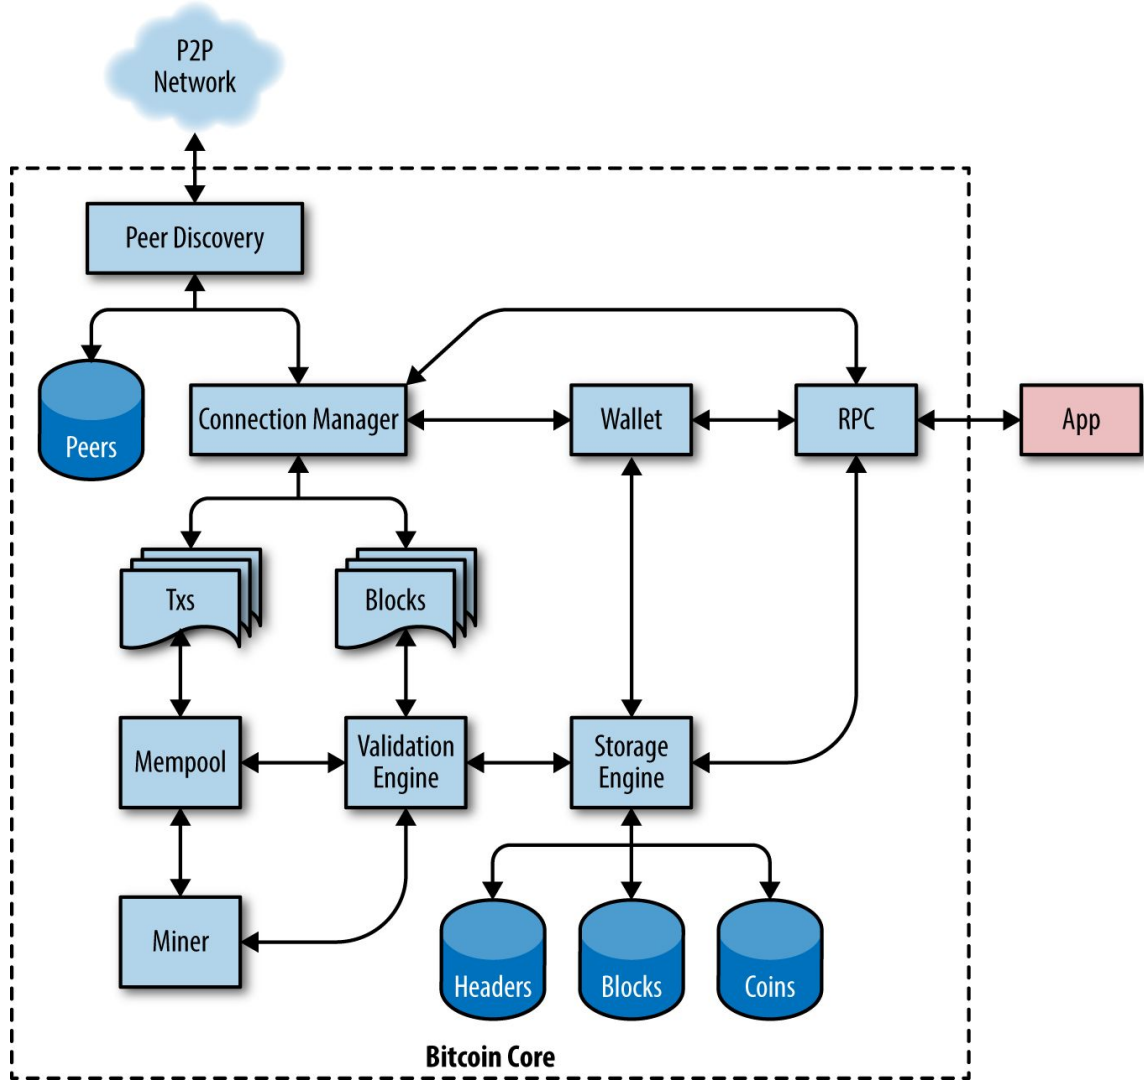 P2P
Network
Peer Discovery
Peers
Connection Manager
Wallet
RPC
App
Txs
Blocks
Mempool
Validation
Engine
Storage
Engine
Miner
Headers
Blocks
Coins
Bitcoin Core